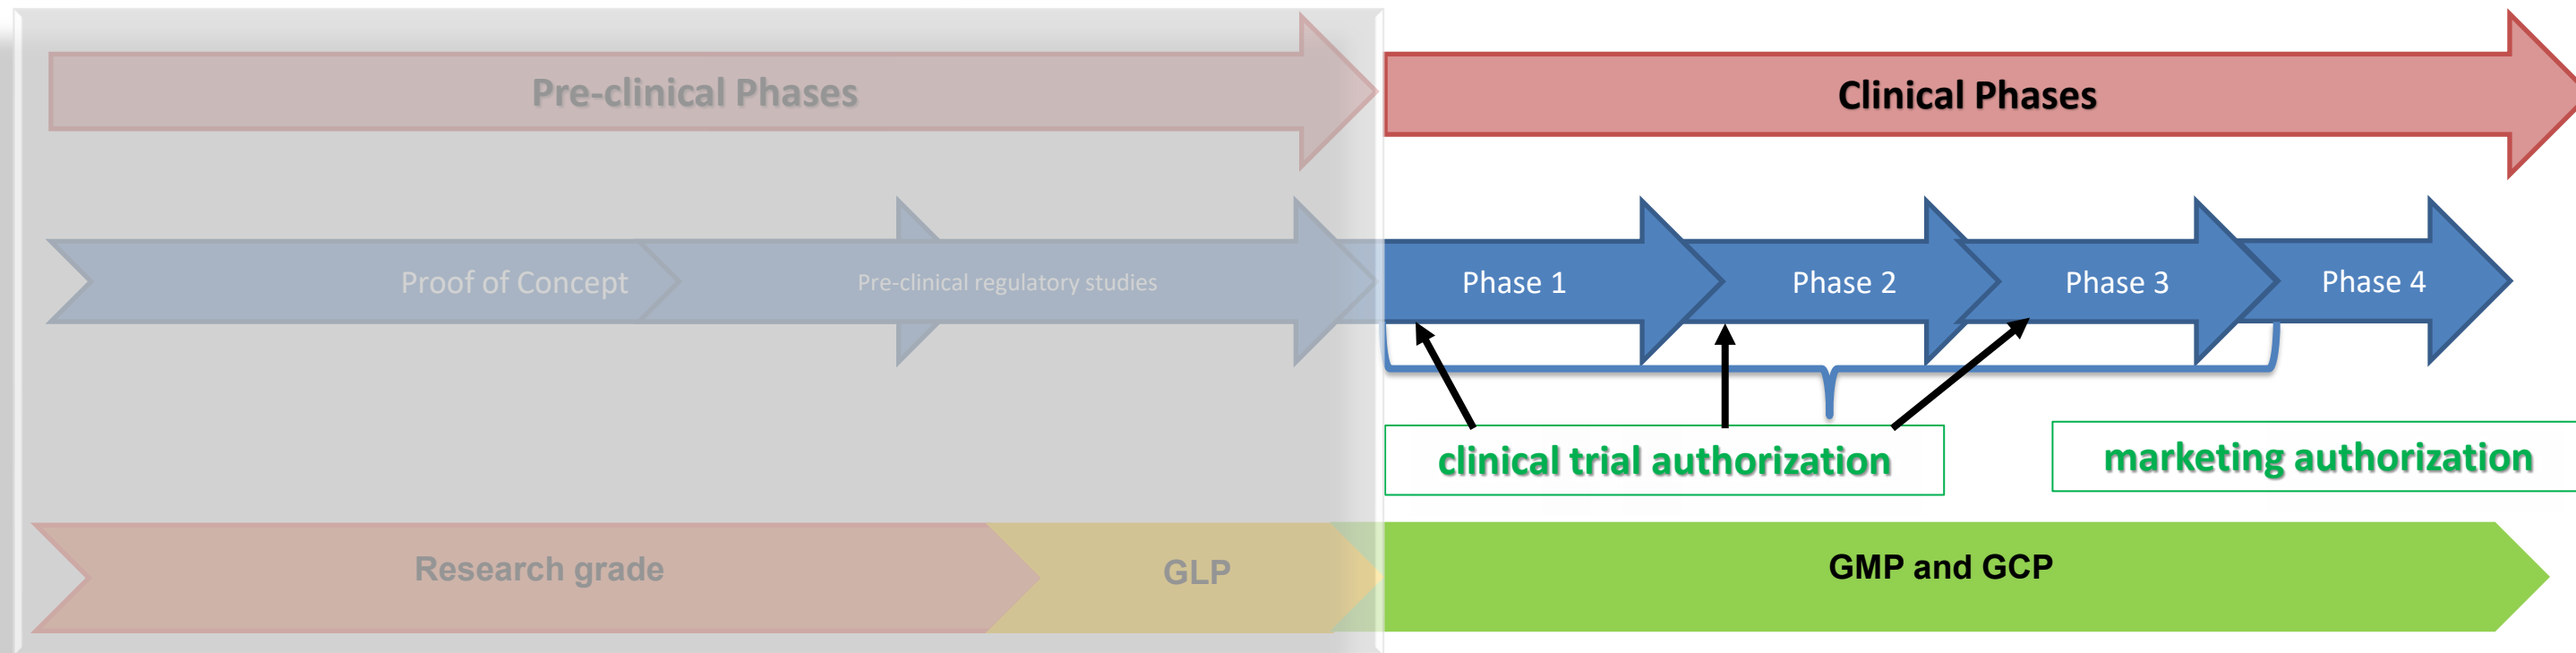 Pre-clinical Phases
Clinical Phases
Proof of Concept
Pre-clinical regulatory studies
Phase 1
Phase 2
Phase 3
Phase 4
clinical trial authorization
marketing authorization
Research grade
GLP
GMP and GCP